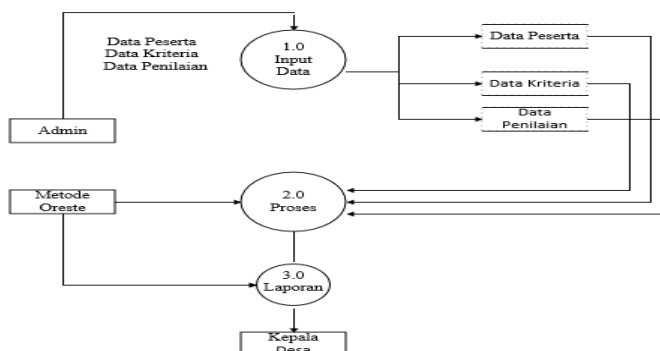 Data Peserta
Data Kriteria
Data Penilaian
1.0
Input
Data
Data Peserta
Data Kriteria
Data
Penilaian
Admin
Metode
Oreste
2.0
Proses
3.0
Laporan
Kepala
Desa